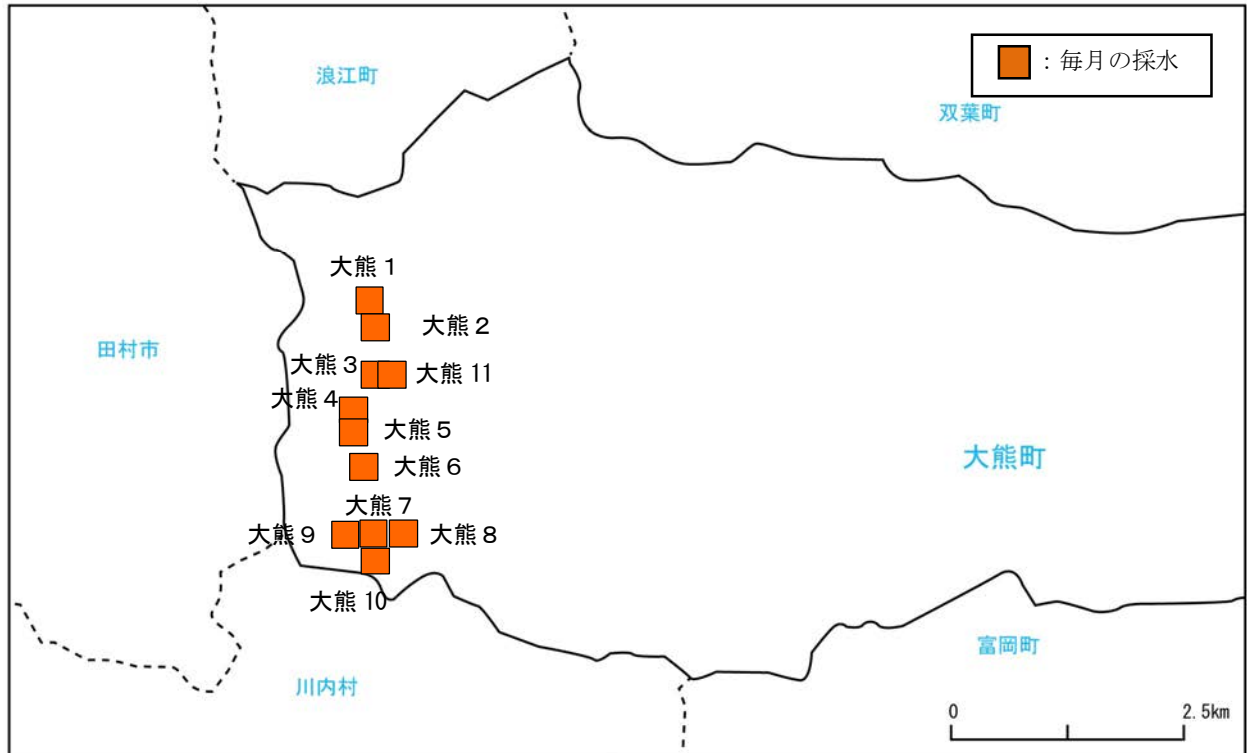 ：毎月の採水
浪江町
双葉町
大熊１
大熊２
田村市
大熊３
大熊 11
大熊４
大熊５
大熊町
大熊６
大熊７
大熊９
大熊８
大熊 10
富岡町
川内村
0
2.5km